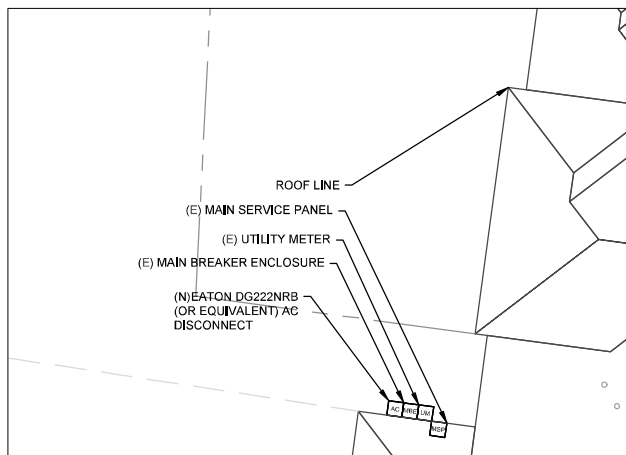 ROOF LINE
(E) MAIN SERVICE PANEL
(E) UTILITY METER
(E) MAIN BREAKER ENCLOSURE
(N)EATON DG222NRB
(OR EQUIVALENT) AC
DISCONNECT
AC MBE UM
MSP